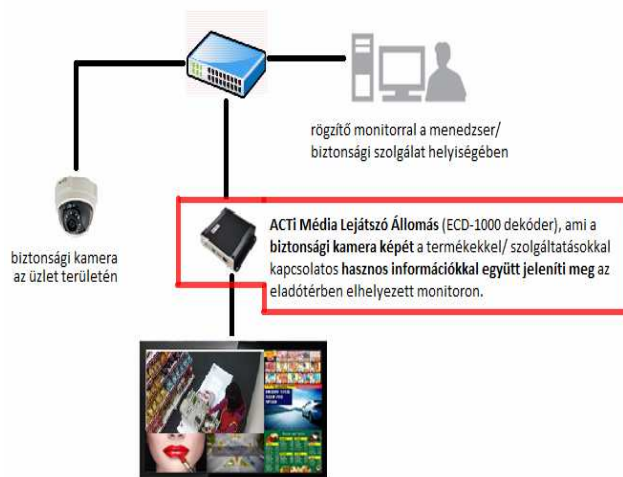 rögzítő monitorral a menedzser/
biztonsági szolgálat helyiségében
biztonsági kamera
az üzlet területén
ACTi Média Lejátszó Állomás (ECD-1000 dekóder), ami a
biztonsági kamera képét a termékekkel/ szolgáltatásokkal
kapcsolatos hasznos információkkal együtt jeleníti meg az
eladótérben elhelyezett monitoron.